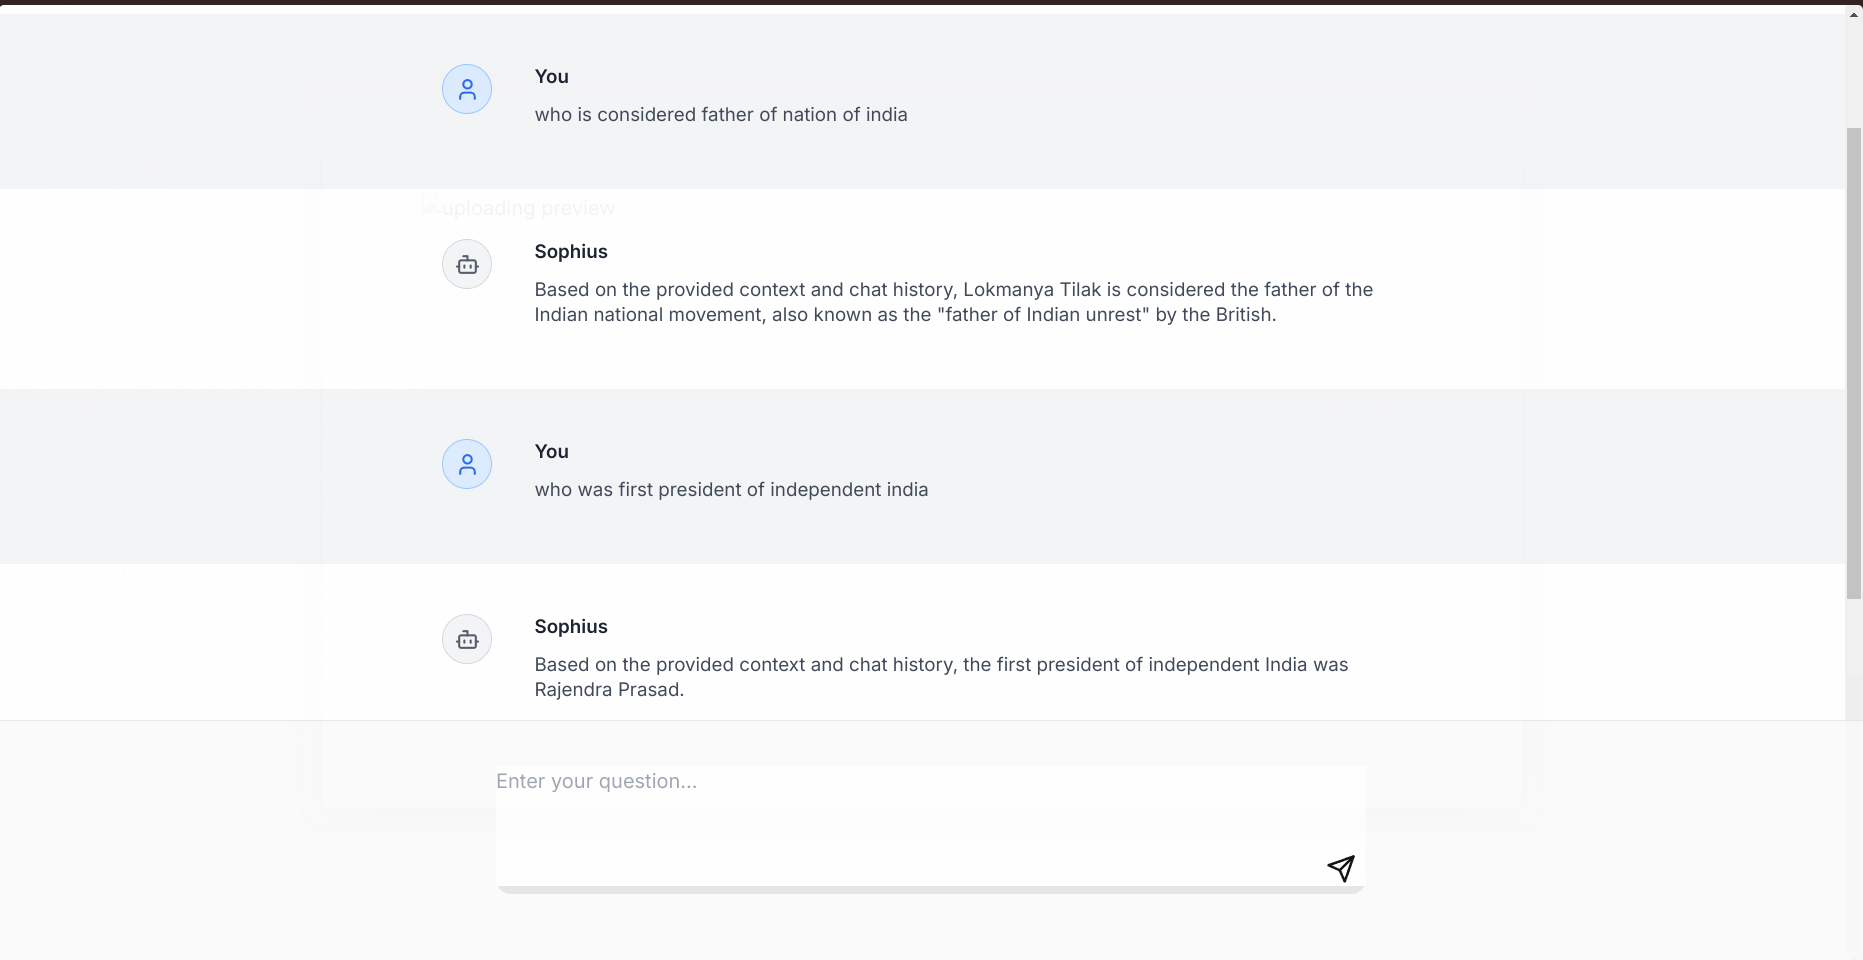 You
who is considered father of nation of india
uploading preview
Sophius
Based on the provided context and chat history, Lokmanya Tilak is considered the father of the
Indian national movement, also known as the "father of Indian unrest" by the British.
You
who was first president of independent india
Sophius
Based on the provided context and chat history, the first president of independent India was
Rajendra Prasad.
Enter your question...